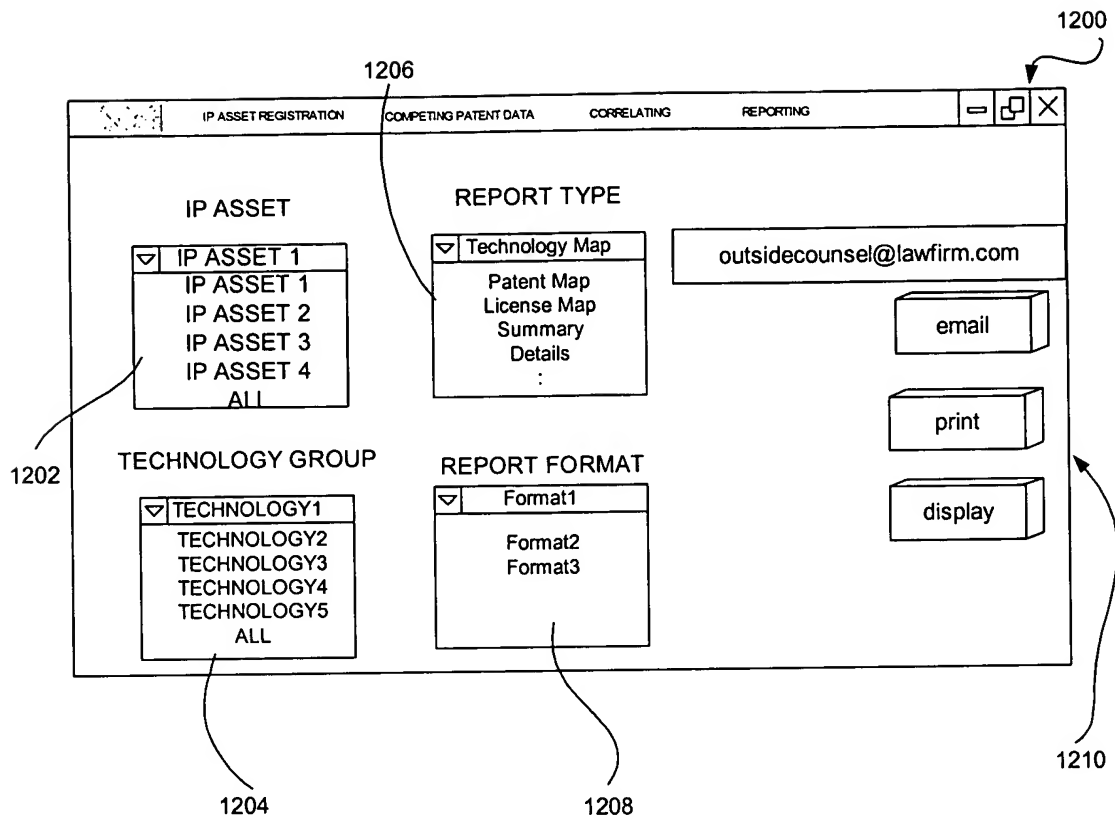 1200
1206
IP ASSET REGISTRATION COMPETING PATENT DATA CORRELATING REPORTING
IP ASSET
REPORT TYPE
IP ASSET 1
IP ASSET 1
IP ASSET 2
IP ASSET 3
IP ASSET 4
ALL
Technology Map
Patent Map
License Map
Summary
Details
:
outsidecounsel@lawfirm.com
email
print
display
1202
TECHNOLOGY GROUP
REPORT FORMAT
TECHNOLOGY1
TECHNOLOGY2
TECHNOLOGY3
TECHNOLOGY4
TECHNOLOGY5
ALL
Format1
Format2
Format3
1210
1204
1208